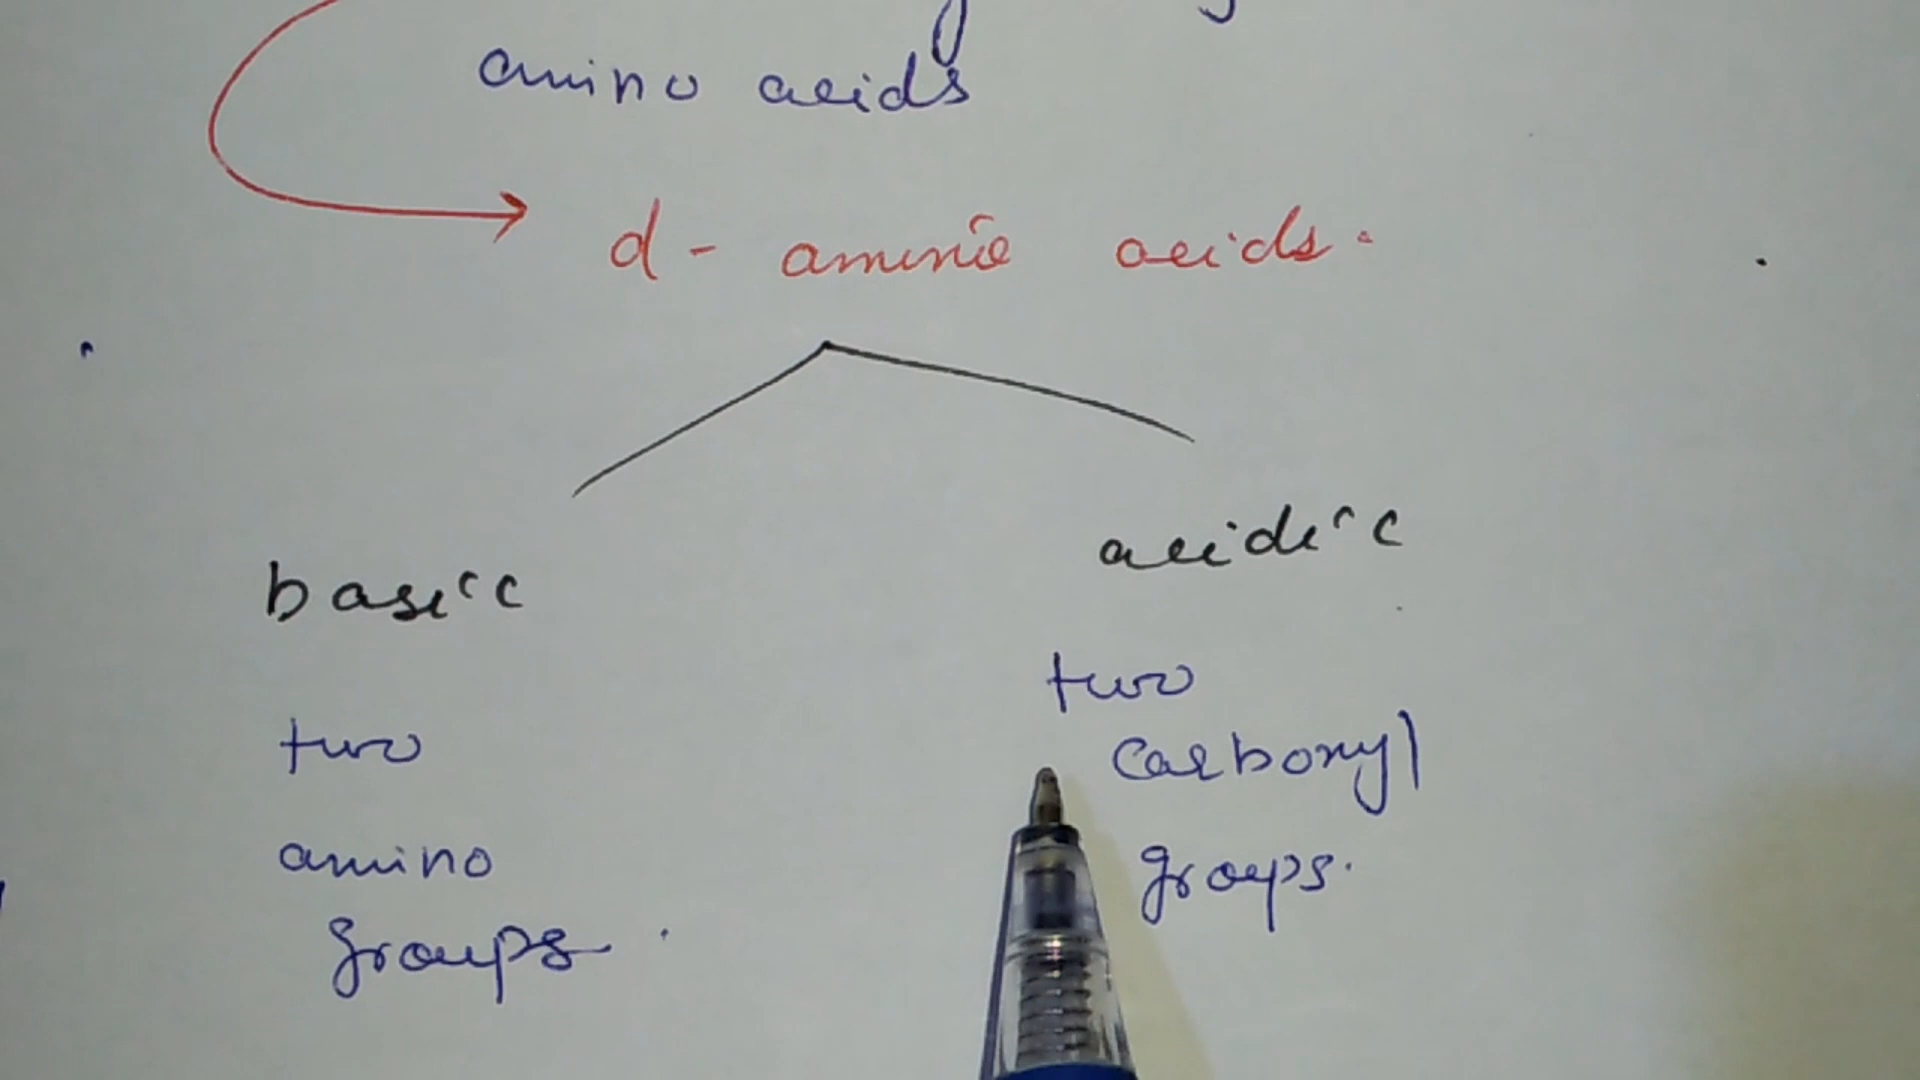 amino acids
d - amino acids.
basic
acidic
two
amino
groups.
two
carbonyl
groups.